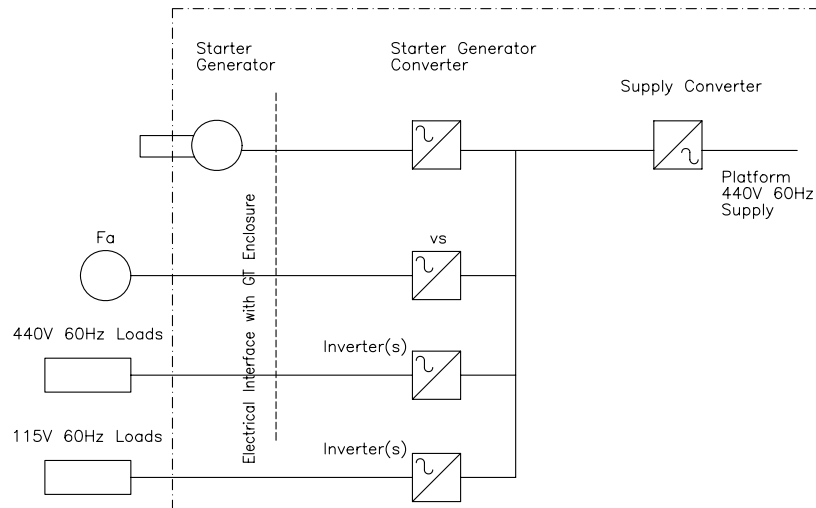 Starter
Generator
Starter Generator
Converter
Supply Converter
Platform
440V 60Hz
Supply
Fa
vs
Electrical Interface with GT Enclosure
440V 60Hz Loads
Inverter(s)
115V 60Hz Loads
Inverter(s)